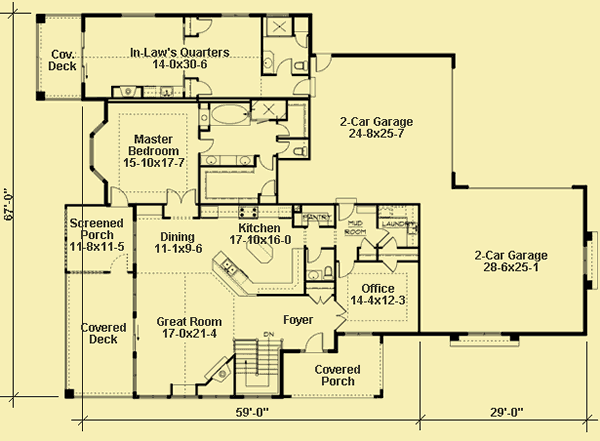 Cov.
Deck
In-Law's Quarters
14-0x30-6
2-Car Garage
24-8x25-7
Master
Bedroom
15-10x17-7
67'-0"
Screened
Porch
11-8x11-5
Dining
11-1x9-6
Kitchen
17-10x16-0
PANTRY
MUD
ROOM
LAUNDRY
2-Car Garage
28-6x25-1
Office
14-4x12-3
Covered
Deck
Great Room
17-0x21-4
Foyer
DN
Covered
Porch
59'-0"
29'-0"